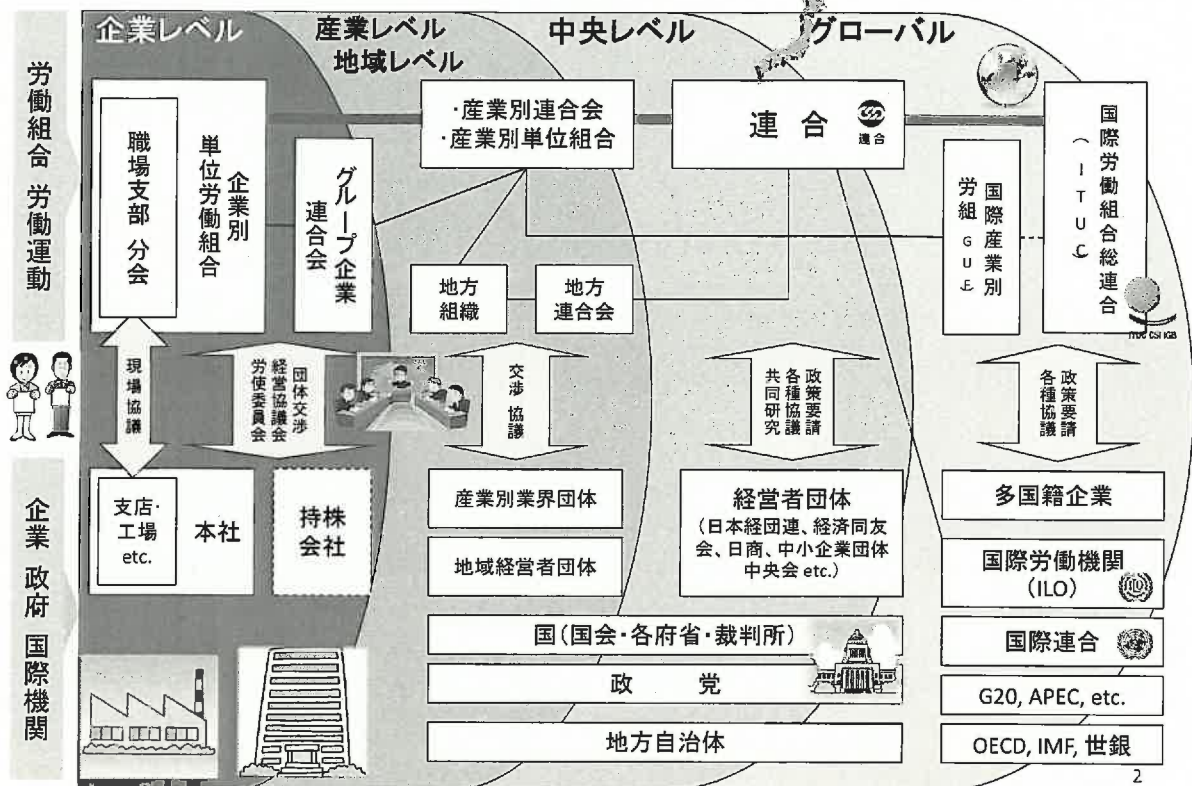 企業レベル
産業レベル
地域レベル
中央レベル
グローバル
労働組合 労働運動
職場支部 分会
企業別
単位労働組合
グループ企業
連合会
・産業別連合会
・産業別単位組合
連合
連合
国際産業別
労組 GUF
国際労働組合総連合
(ITUC)
ITUC CSI IGB
地方
組織
地方
連合会
現場協議
団体交渉
経営協議会
労使委員会
交渉 協議
政策要請
各種協議
共同研究
政策要請
各種協議
企業 政府 国際機関
支店・
工場
etc.
本社
持株
会社
産業別業界団体
地域経営者団体
経営者団体
(日本経団連、経済同友
会、日商、中小企業団体
中央会 etc.)
多国籍企業
国際労働機関
(ILO)
国(国会・各府省・裁判所)
国際連合
政 党
G20, APEC, etc.
地方自治体
OECD, IMF, 世銀
2